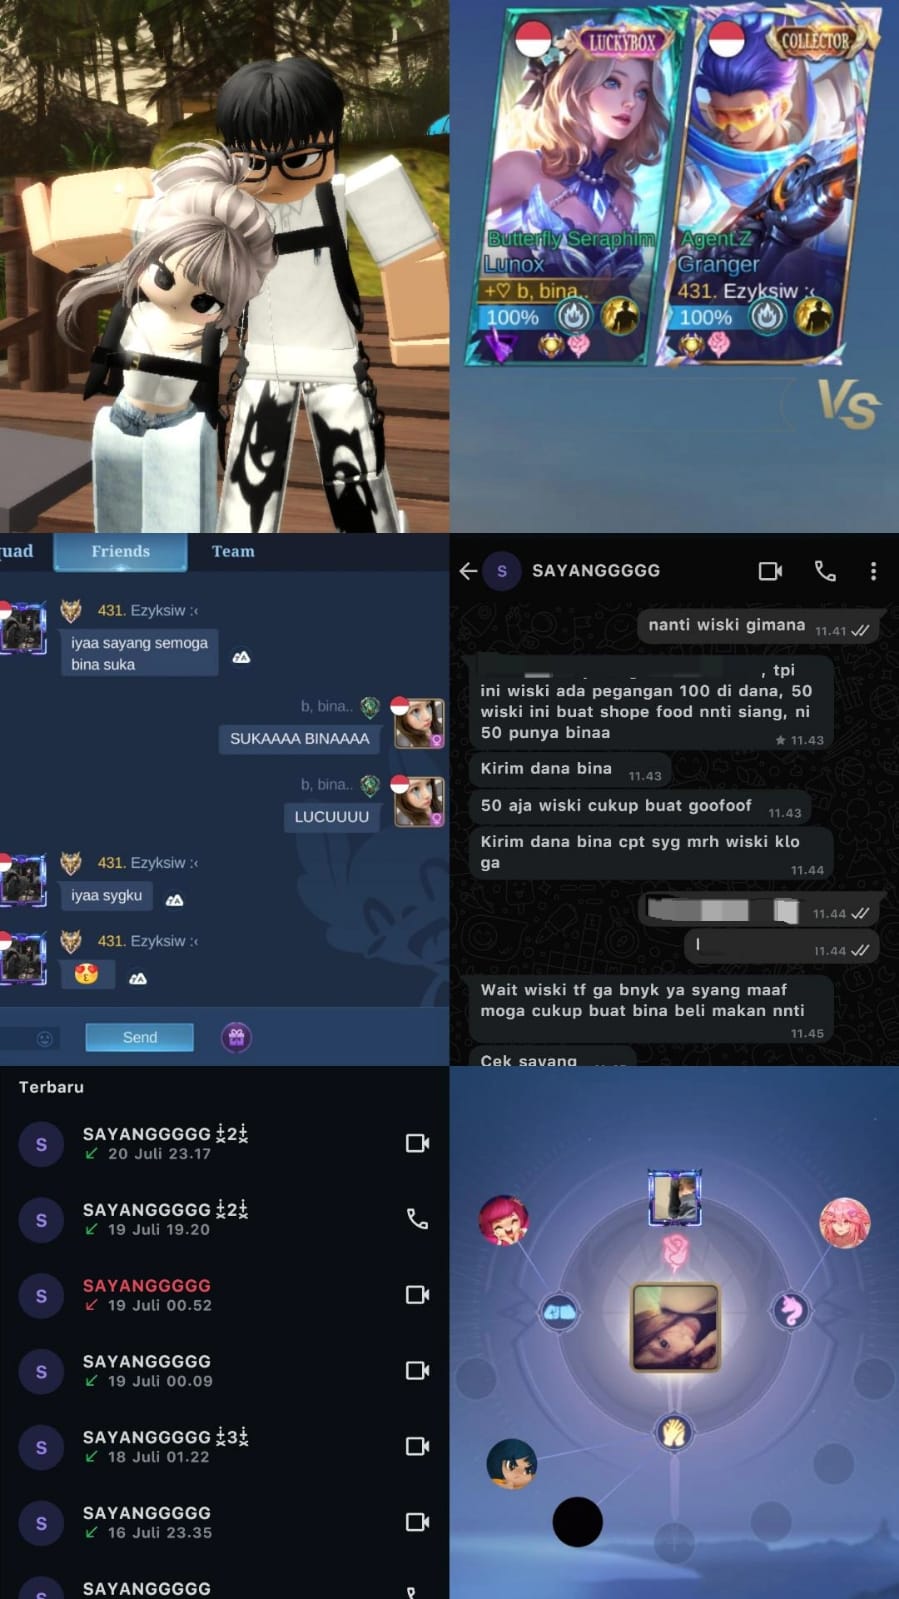 LUCKYBOX
COLLECTOR
Butterfly Seraphim
Lunox
+♡ b, bina..
100%
Agent Z
Granger
431. Ezyksiw :‹
100%
VS
quad
Friends
Team
431. Ezyksiw :‹
iyaa sayang semoga
bina suka
b, bina..
SUKAAAA BINAAAA
b, bina..
LUCUUUU
431. Ezyksiw :‹
iyaa sygku
431. Ezyksiw :‹
😍
Send
S
SAYANGGGGG
nanti wiski gimana 11.41
, tpi
ini wiski ada pegangan 100 di dana, 50
wiski ini buat shope food nnti siang, ni
50 punya binaa
11.43
Kirim dana bina 11.43
50 aja wiski cukup buat goofoof 11.43
Kirim dana bina cpt syg mrh wiski klo
ga
11.44
11.44
11.44
Wait wiski tf ga bnyk ya syang maaf
moga cukup buat bina beli makan nnti
11.45
Cek sayang
Terbaru
S
SAYANGGGGG ⨰2⨰
20 Juli 23.17
S
SAYANGGGGG ⨰2⨰
19 Juli 19.20
S
SAYANGGGGG
19 Juli 00.52
S
SAYANGGGGG
19 Juli 00.09
S
SAYANGGGGG ⨰3⨰
18 Juli 01.22
S
SAYANGGGGG
16 Juli 23.35
S
SAYANGGGGG